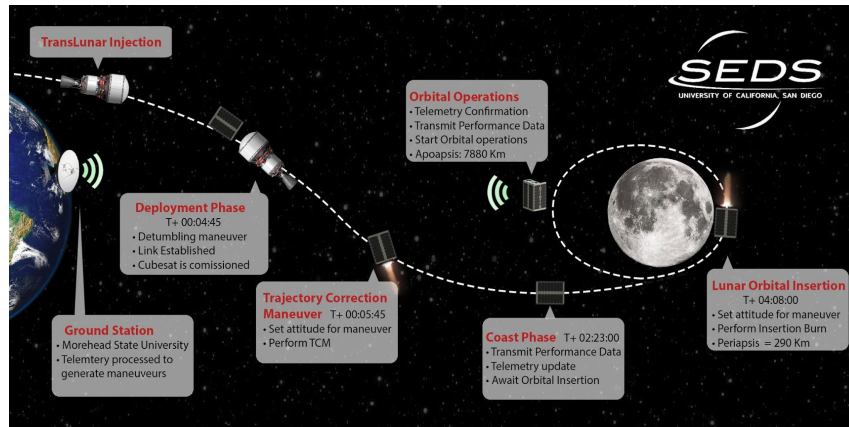 TransLunar Injection
SEDS
UNIVERSITY OF CALIFORNIA, SAN DIEGO
Orbital Operations
• Telemetry Confirmation
• Transmit Performance Data
• Start Orbital operations
• Apoapsis: 7880 Km
Deployment Phase
T+ 00:04:45
• Detumbling maneuver
• Link Established
• Cubesat is comissioned
Trajectory Correction
Maneuver T+ 00:05:45
• Set attitude for maneuver
• Perform TCM
Lunar Orbital Insertion
T+ 04:08:00
• Set attitude for maneuver
• Perform Insertion Burn
• Periapsis = 290 Km
Ground Station
• Morehead State University
• Telemtery processed to
generate maneuveurs
Coast Phase T+ 02:23:00
• Transmit Performance Data
• Telemetry update
• Await Orbital Insertion